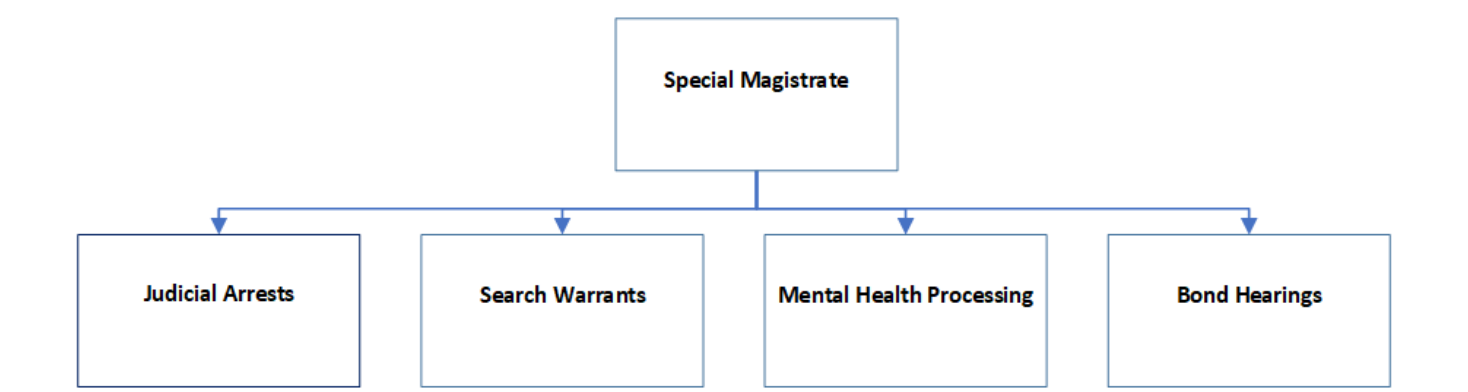 Special Magistrate
Judicial Arrests
Search Warrants
Mental Health Processing
Bond Hearings